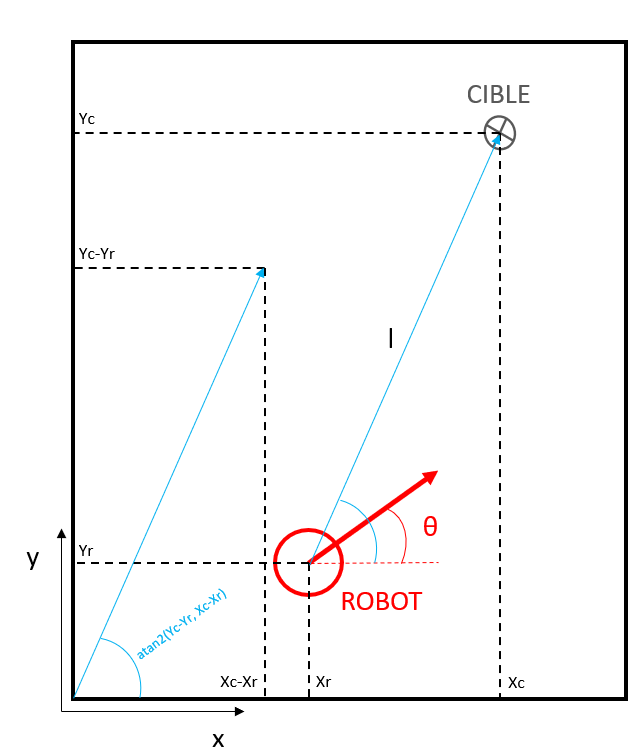 CIBLE
Yc
Yc-Yr
l
θ
y
Yr
ROBOT
atan2(Yc-Yr, Xc-Xr)
Xc-Xr
Xr
Xc
x